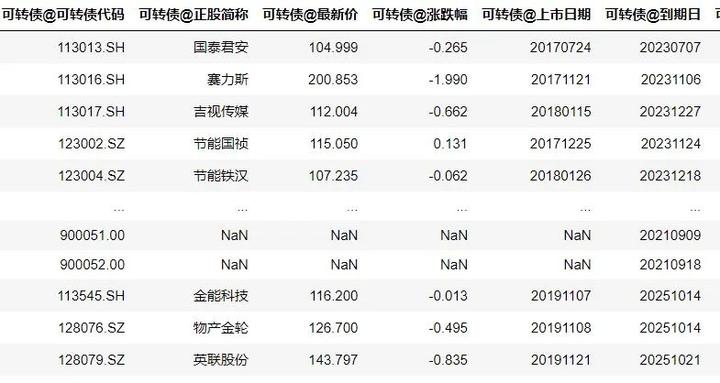 可转债@可转债代码 可转债@正股简称 可转债@最新价 可转债@涨跌幅 可转债@上市日期 可转债@到期日
113013.SH 国泰君安 104.999 -0.265 20170724 20230707
113016.SH 赛力斯 200.853 -1.990 20171121 20231106
113017.SH 吉视传媒 112.004 -0.662 20180115 20231227
123002.SZ 节能国祯 115.050 0.131 20171225 20231124
123004.SZ 节能铁汉 107.235 -0.062 20180126 20231218
... ... ... ... ... ...
900051.00 NaN NaN NaN NaN 20210909
900052.00 NaN NaN NaN NaN 20210918
113545.SH 金能科技 116.200 -0.013 20191107 20251014
128076.SZ 物产金轮 126.700 -0.495 20191108 20251014
128079.SZ 英联股份 143.797 -0.835 20191121 20251021